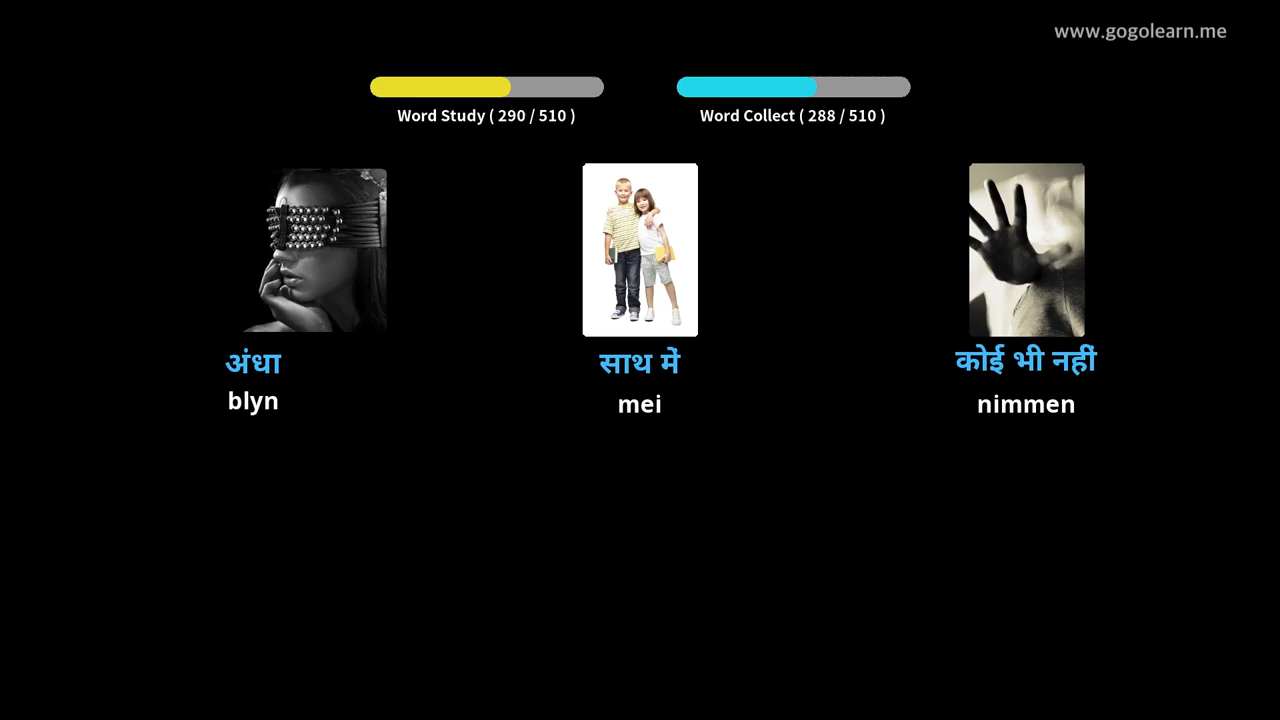 www.gogolearn.me
Word Study ( 290 / 510 )
Word Collect ( 288 / 510 )
अंधा
साथ में
कोई भी नहीं
blyn
mei
nimmen